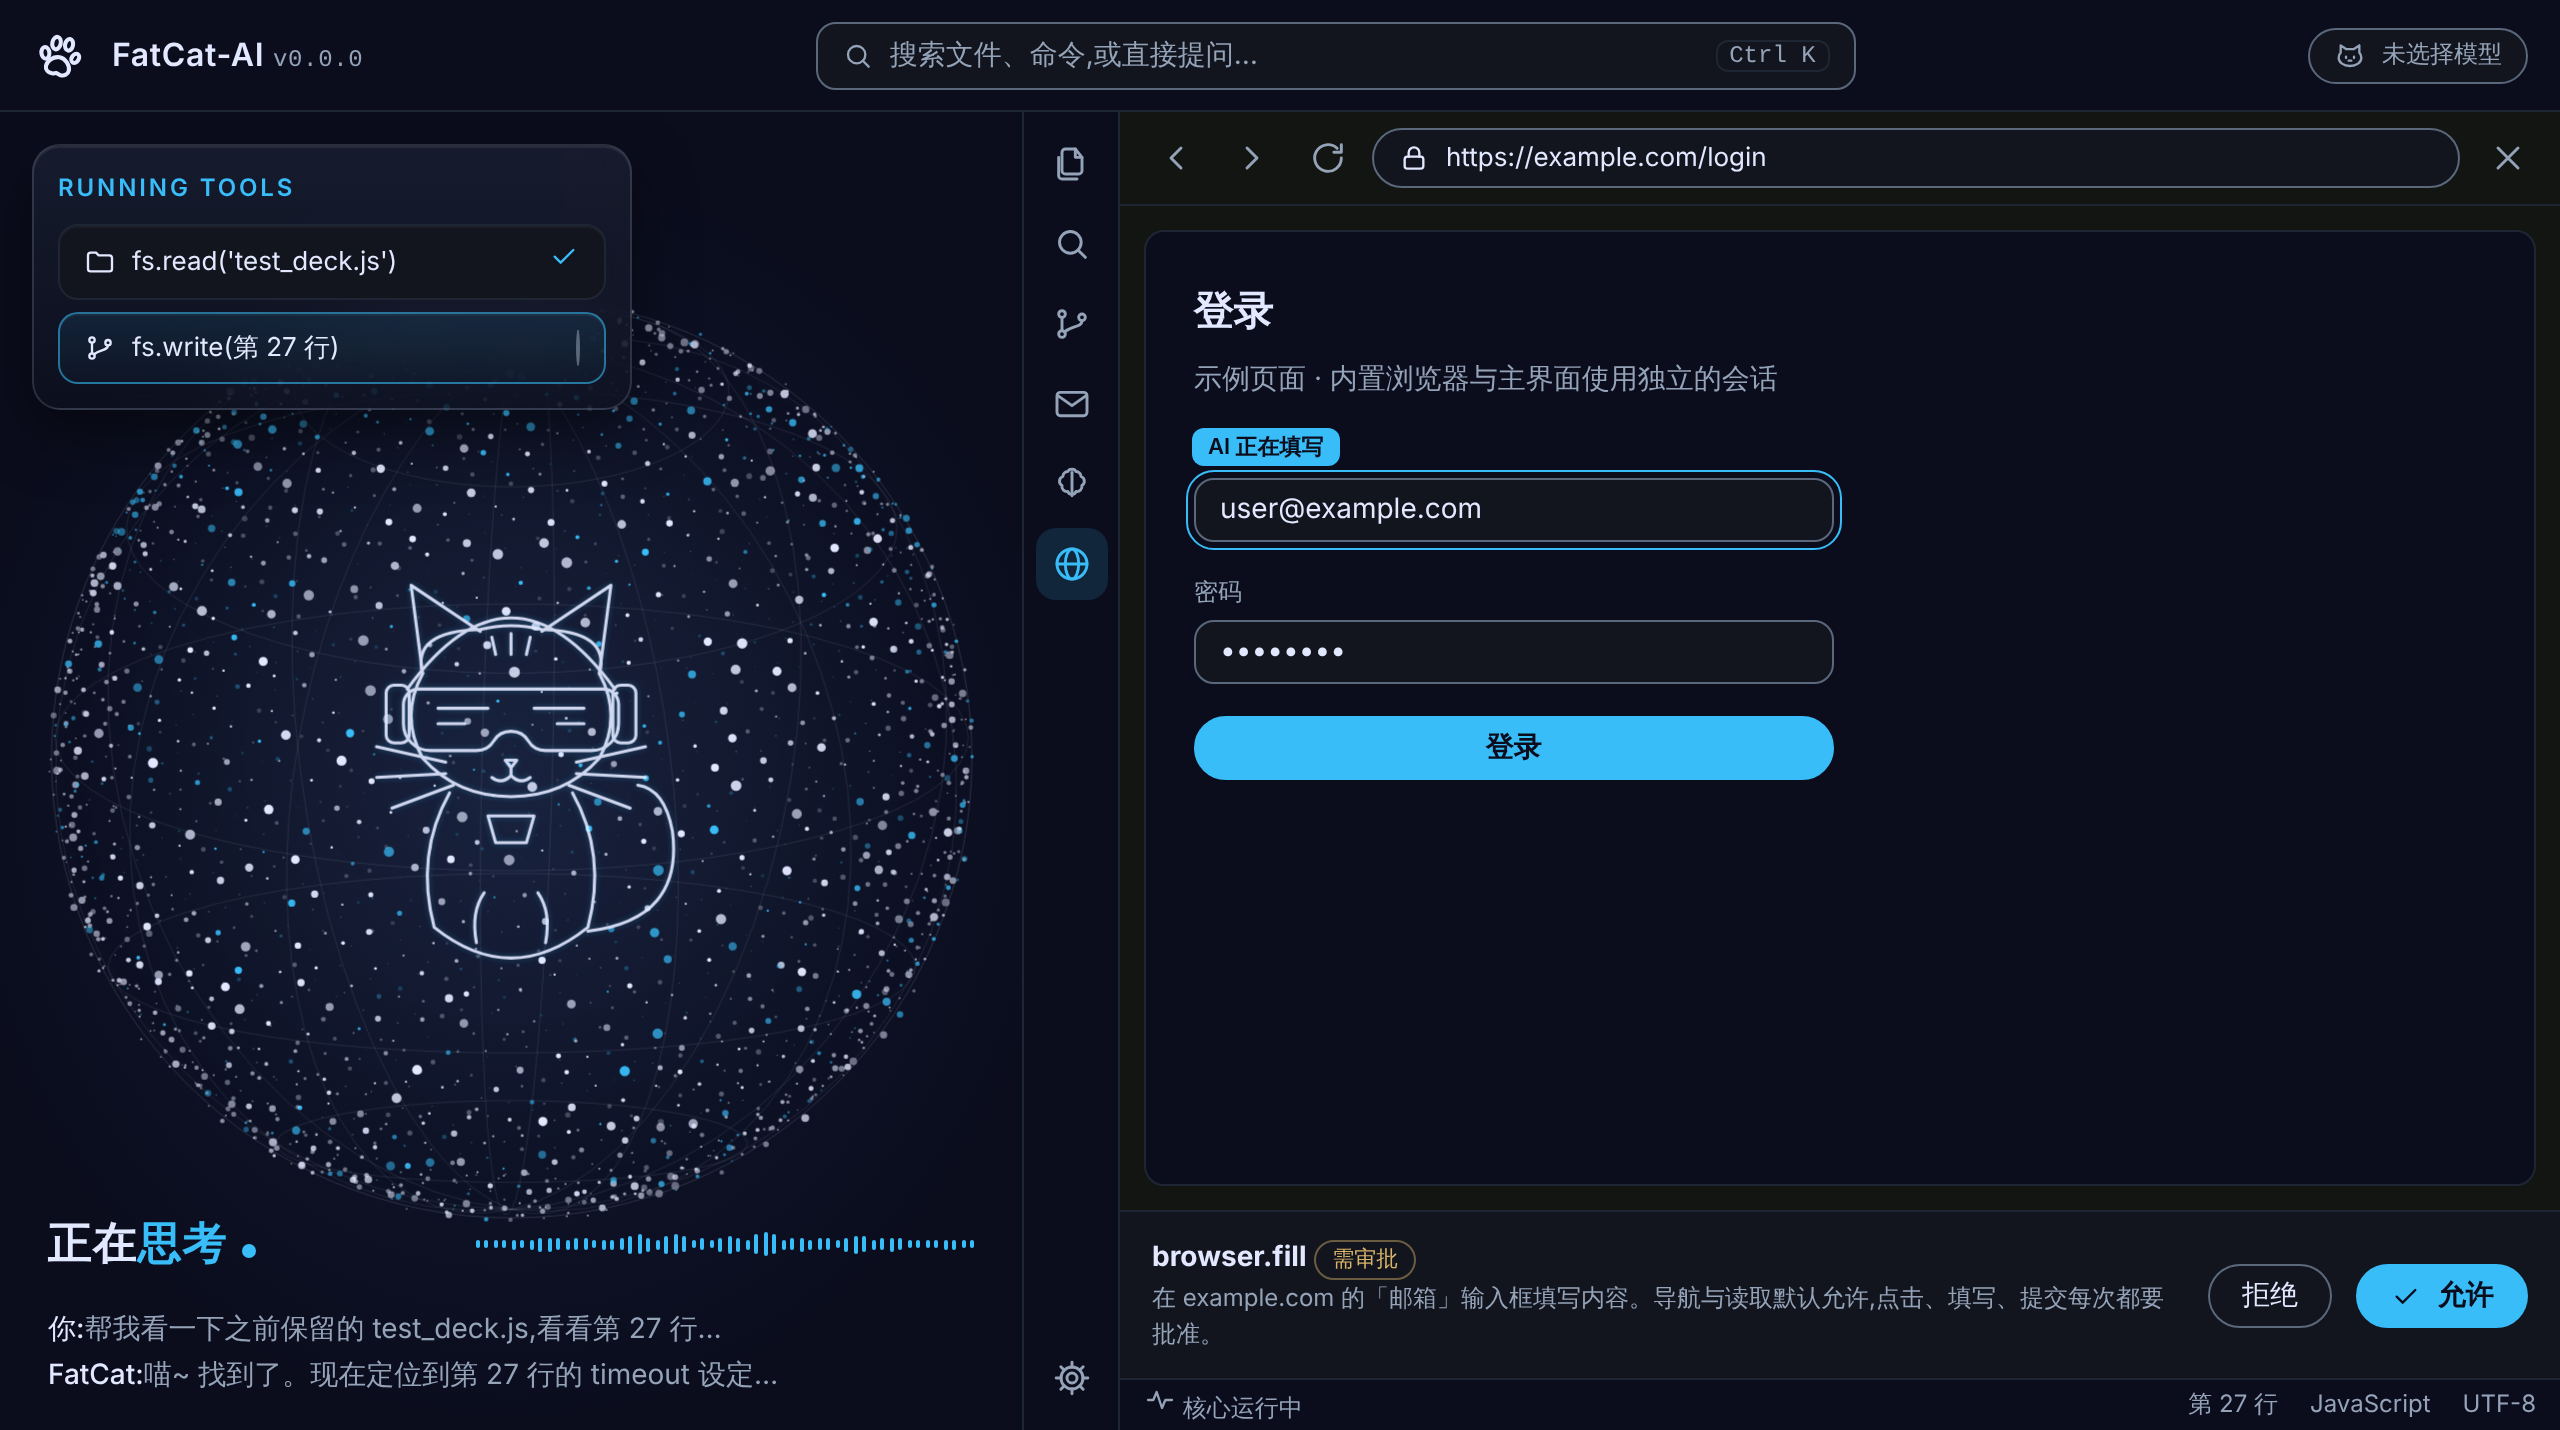 FatCat-AI v0.0.0
搜索文件、命令,或直接提问...
Ctrl K
未选择模型
RUNNING TOOLS
fs.read('test_deck.js')
fs.write(第 27 行)
正在思考
你:帮我看一下之前保留的 test_deck.js,看看第 27 行...
FatCat:喵~ 找到了。现在定位到第 27 行的 timeout 设定...
https://example.com/login
登录
示例页面 · 内置浏览器与主界面使用独立的会话
AI 正在填写
user@example.com
密码
••••••••
登录
browser.fill 需审批
在 example.com 的「邮箱」输入框填写内容。导航与读取默认允许,点击、填写、提交每次都要
批准。
拒绝
允许
核心运行中
第 27 行
JavaScript
UTF-8